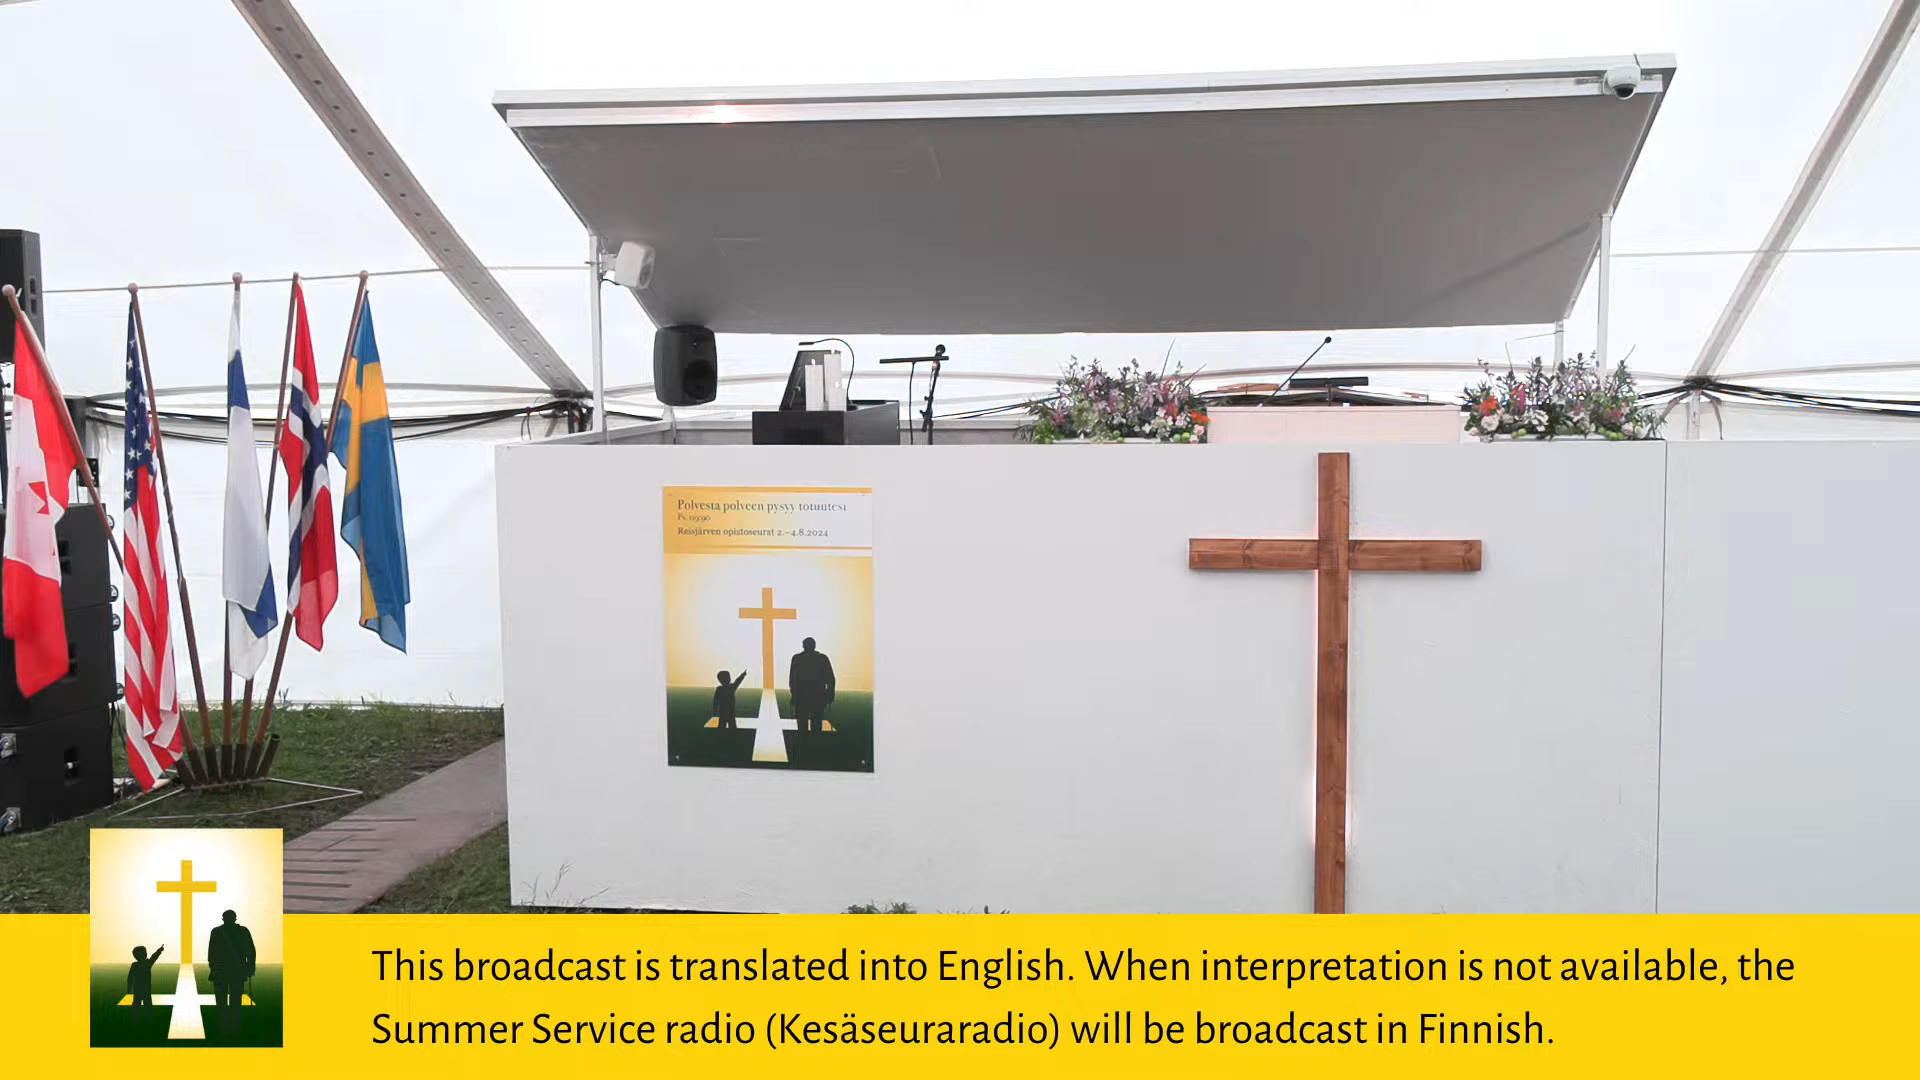 Polvesta polveen pysyy totuutesi
Ps. 119:90
Reisjärven opistoseurat 2.–4.8.2024
This broadcast is translated into English. When interpretation is not available, the
Summer Service radio (Kesäseuraradio) will be broadcast in Finnish.